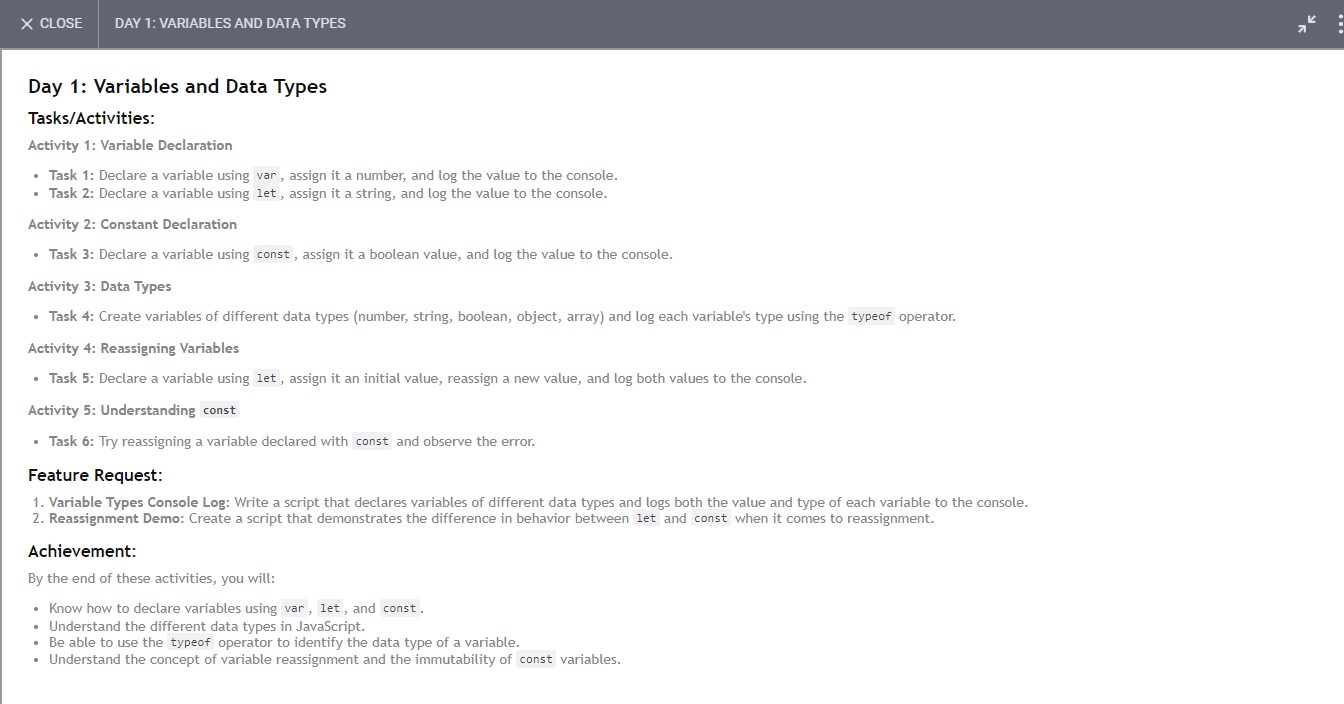 CLOSE
DAY 1: VARIABLES AND DATA TYPES
Day 1: Variables and Data Types
Tasks/Activities:
Activity 1: Variable Declaration
• Task 1: Declare a variable using var, assign it a number, and log the value to the console.
• Task 2: Declare a variable using let, assign it a string, and log the value to the console.
Activity 2: Constant Declaration
• Task 3: Declare a variable using const, assign it a boolean value, and log the value to the console.
Activity 3: Data Types
• Task 4: Create variables of different data types (number, string, boolean, object, array) and log each variable's type using the typeof operator.
Activity 4: Reassigning Variables
• Task 5: Declare a variable using let, assign it an initial value, reassign a new value, and log both values to the console.
Activity 5: Understanding const
• Task 6: Try reassigning a variable declared with const and observe the error.
Feature Request:
1. Variable Types Console Log: Write a script that declares variables of different data types and logs both the value and type of each variable to the console.
2. Reassignment Demo: Create a script that demonstrates the difference in behavior between let and const when it comes to reassignment.
Achievement:
By the end of these activities, you will:
• Know how to declare variables using var, let, and const.
• Understand the different data types in JavaScript.
• Be able to use the typeof operator to identify the data type of a variable.
• Understand the concept of variable reassignment and the immutability of const variables.